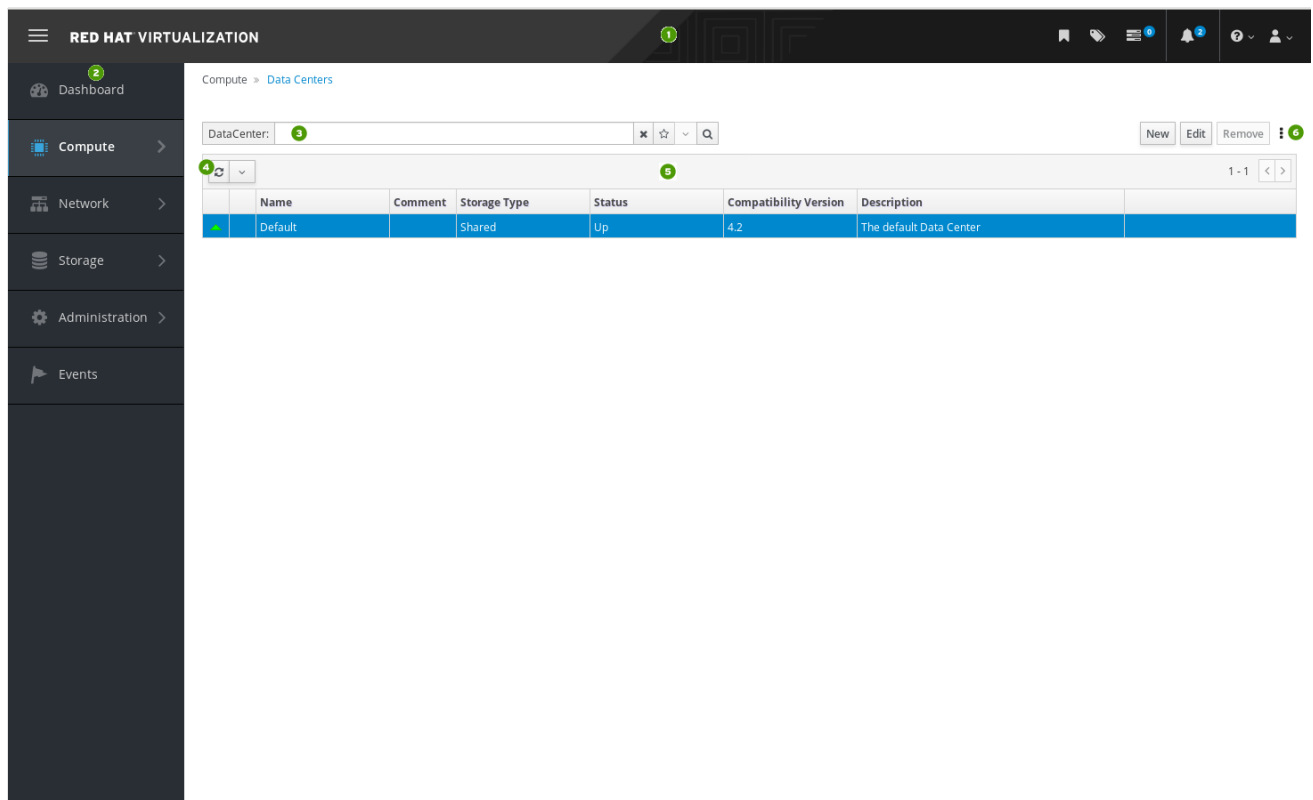 RED HAT VIRTUALIZATION 1 0 2
2
Dashboard
Compute
Network
Storage
Administration
Events
Compute » Data Centers
DataCenter: 3 New Edit Remove 6
4 5 1 - 1
Name Comment Storage Type Status Compatibility Version Description
Default Shared Up 4.2 The default Data Center